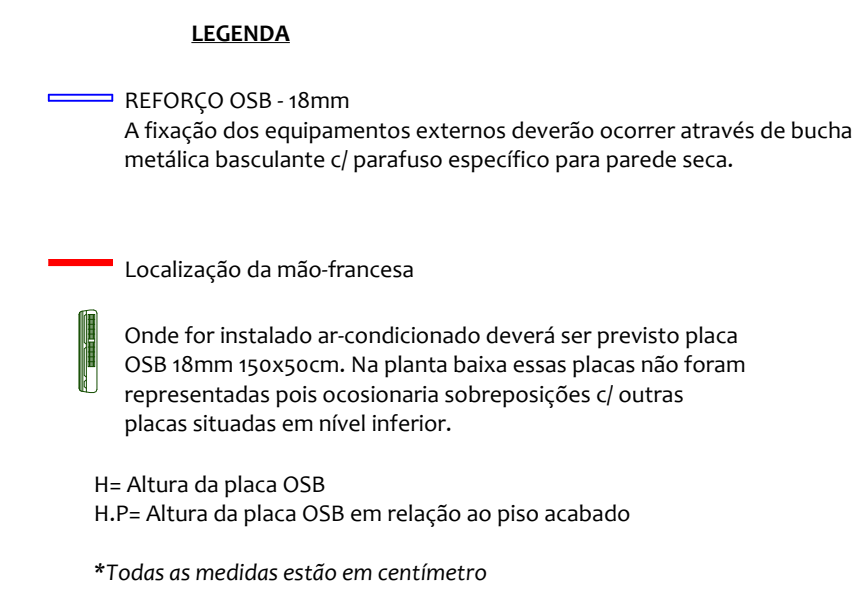 LEGENDA
REFORÇO OSB - 18mm
A fixação dos equipamentos externos deverão ocorrer através de bucha
metálica basculante c/ parafuso específico para parede seca.
Localização da mão-francesa
Onde for instalado ar-condicionado deverá ser previsto placa
OSB 18mm 150x50cm. Na planta baixa essas placas não foram
representadas pois ocosionaria sobreposições c/ outras
placas situadas em nível inferior.
H= Altura da placa OSB
H.P= Altura da placa OSB em relação ao piso acabado
*Todas as medidas estão em centímetro